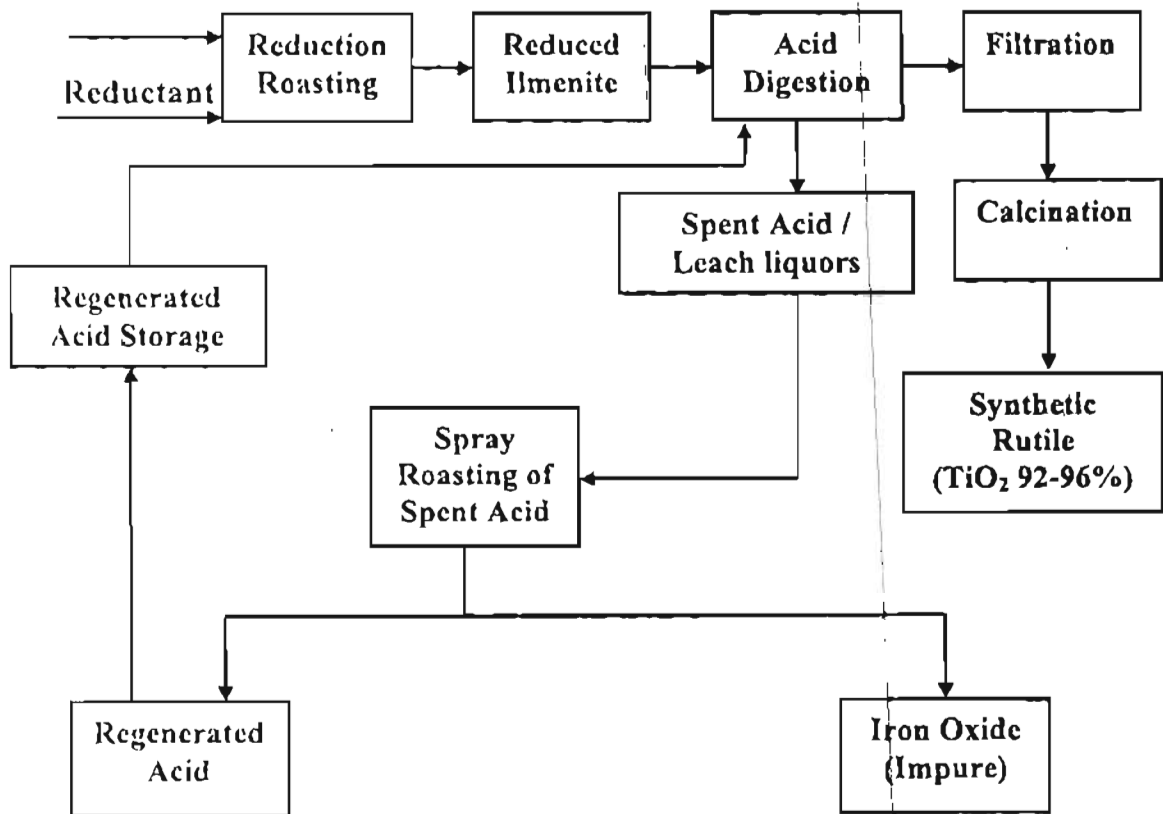 Reduction
Roasting
Reduced
Ilmenite
Acid
Digestion
Filtration
Reductant
Spent Acid /
Leach liquors
Calcination
Regenerated
Acid Storage
Spray
Roasting of
Spent Acid
Synthetic
Rutile
(TiO₂ 92-96%)
Regenerated
Acid
Iron Oxide
(Impure)